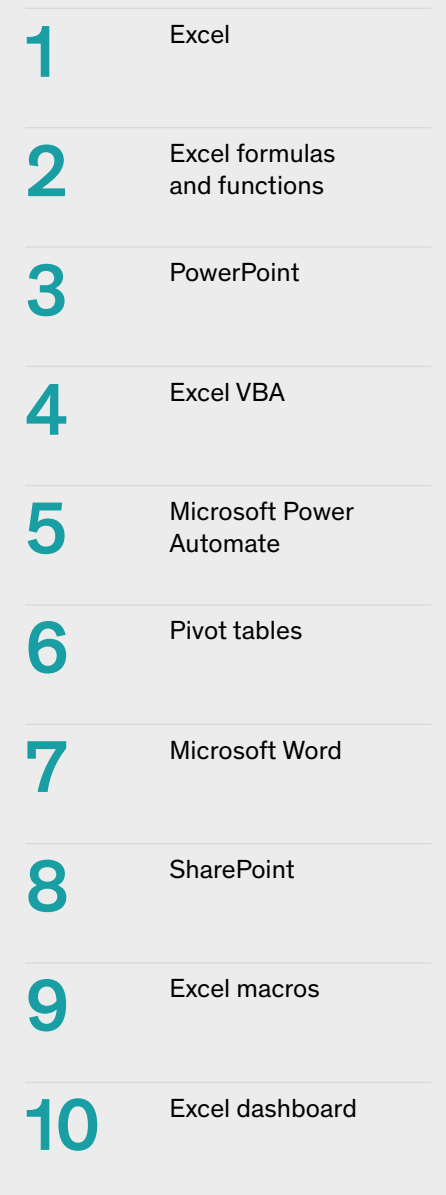 1 Excel
2 Excel formulas
and functions
3 PowerPoint
4 Excel VBA
5 Microsoft Power
Automate
6 Pivot tables
7 Microsoft Word
8 SharePoint
9 Excel macros
10 Excel dashboard